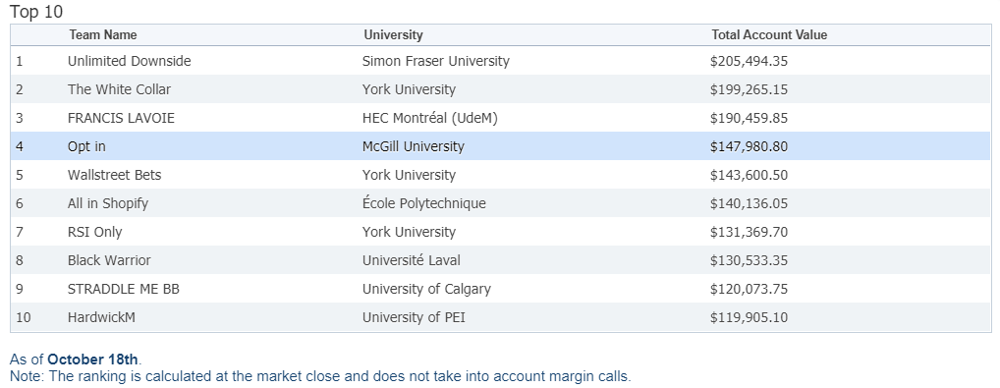 Top 10
Team Name University Total Account Value
1 Unlimited Downside Simon Fraser University $205,494.35
2 The White Collar York University $199,265.15
3 FRANCIS LAVOIE HEC Montréal (UdeM) $190,459.85
4 Opt in McGill University $147,980.80
5 Wallstreet Bets York University $143,600.50
6 All in Shopify École Polytechnique $140,136.05
7 RSI Only York University $131,369.70
8 Black Warrior Université Laval $130,533.35
9 STRADDLE ME BB University of Calgary $120,073.75
10 HardwickM University of PEI $119,905.10
As of October 18th.
Note: The ranking is calculated at the market close and does not take into account margin calls.